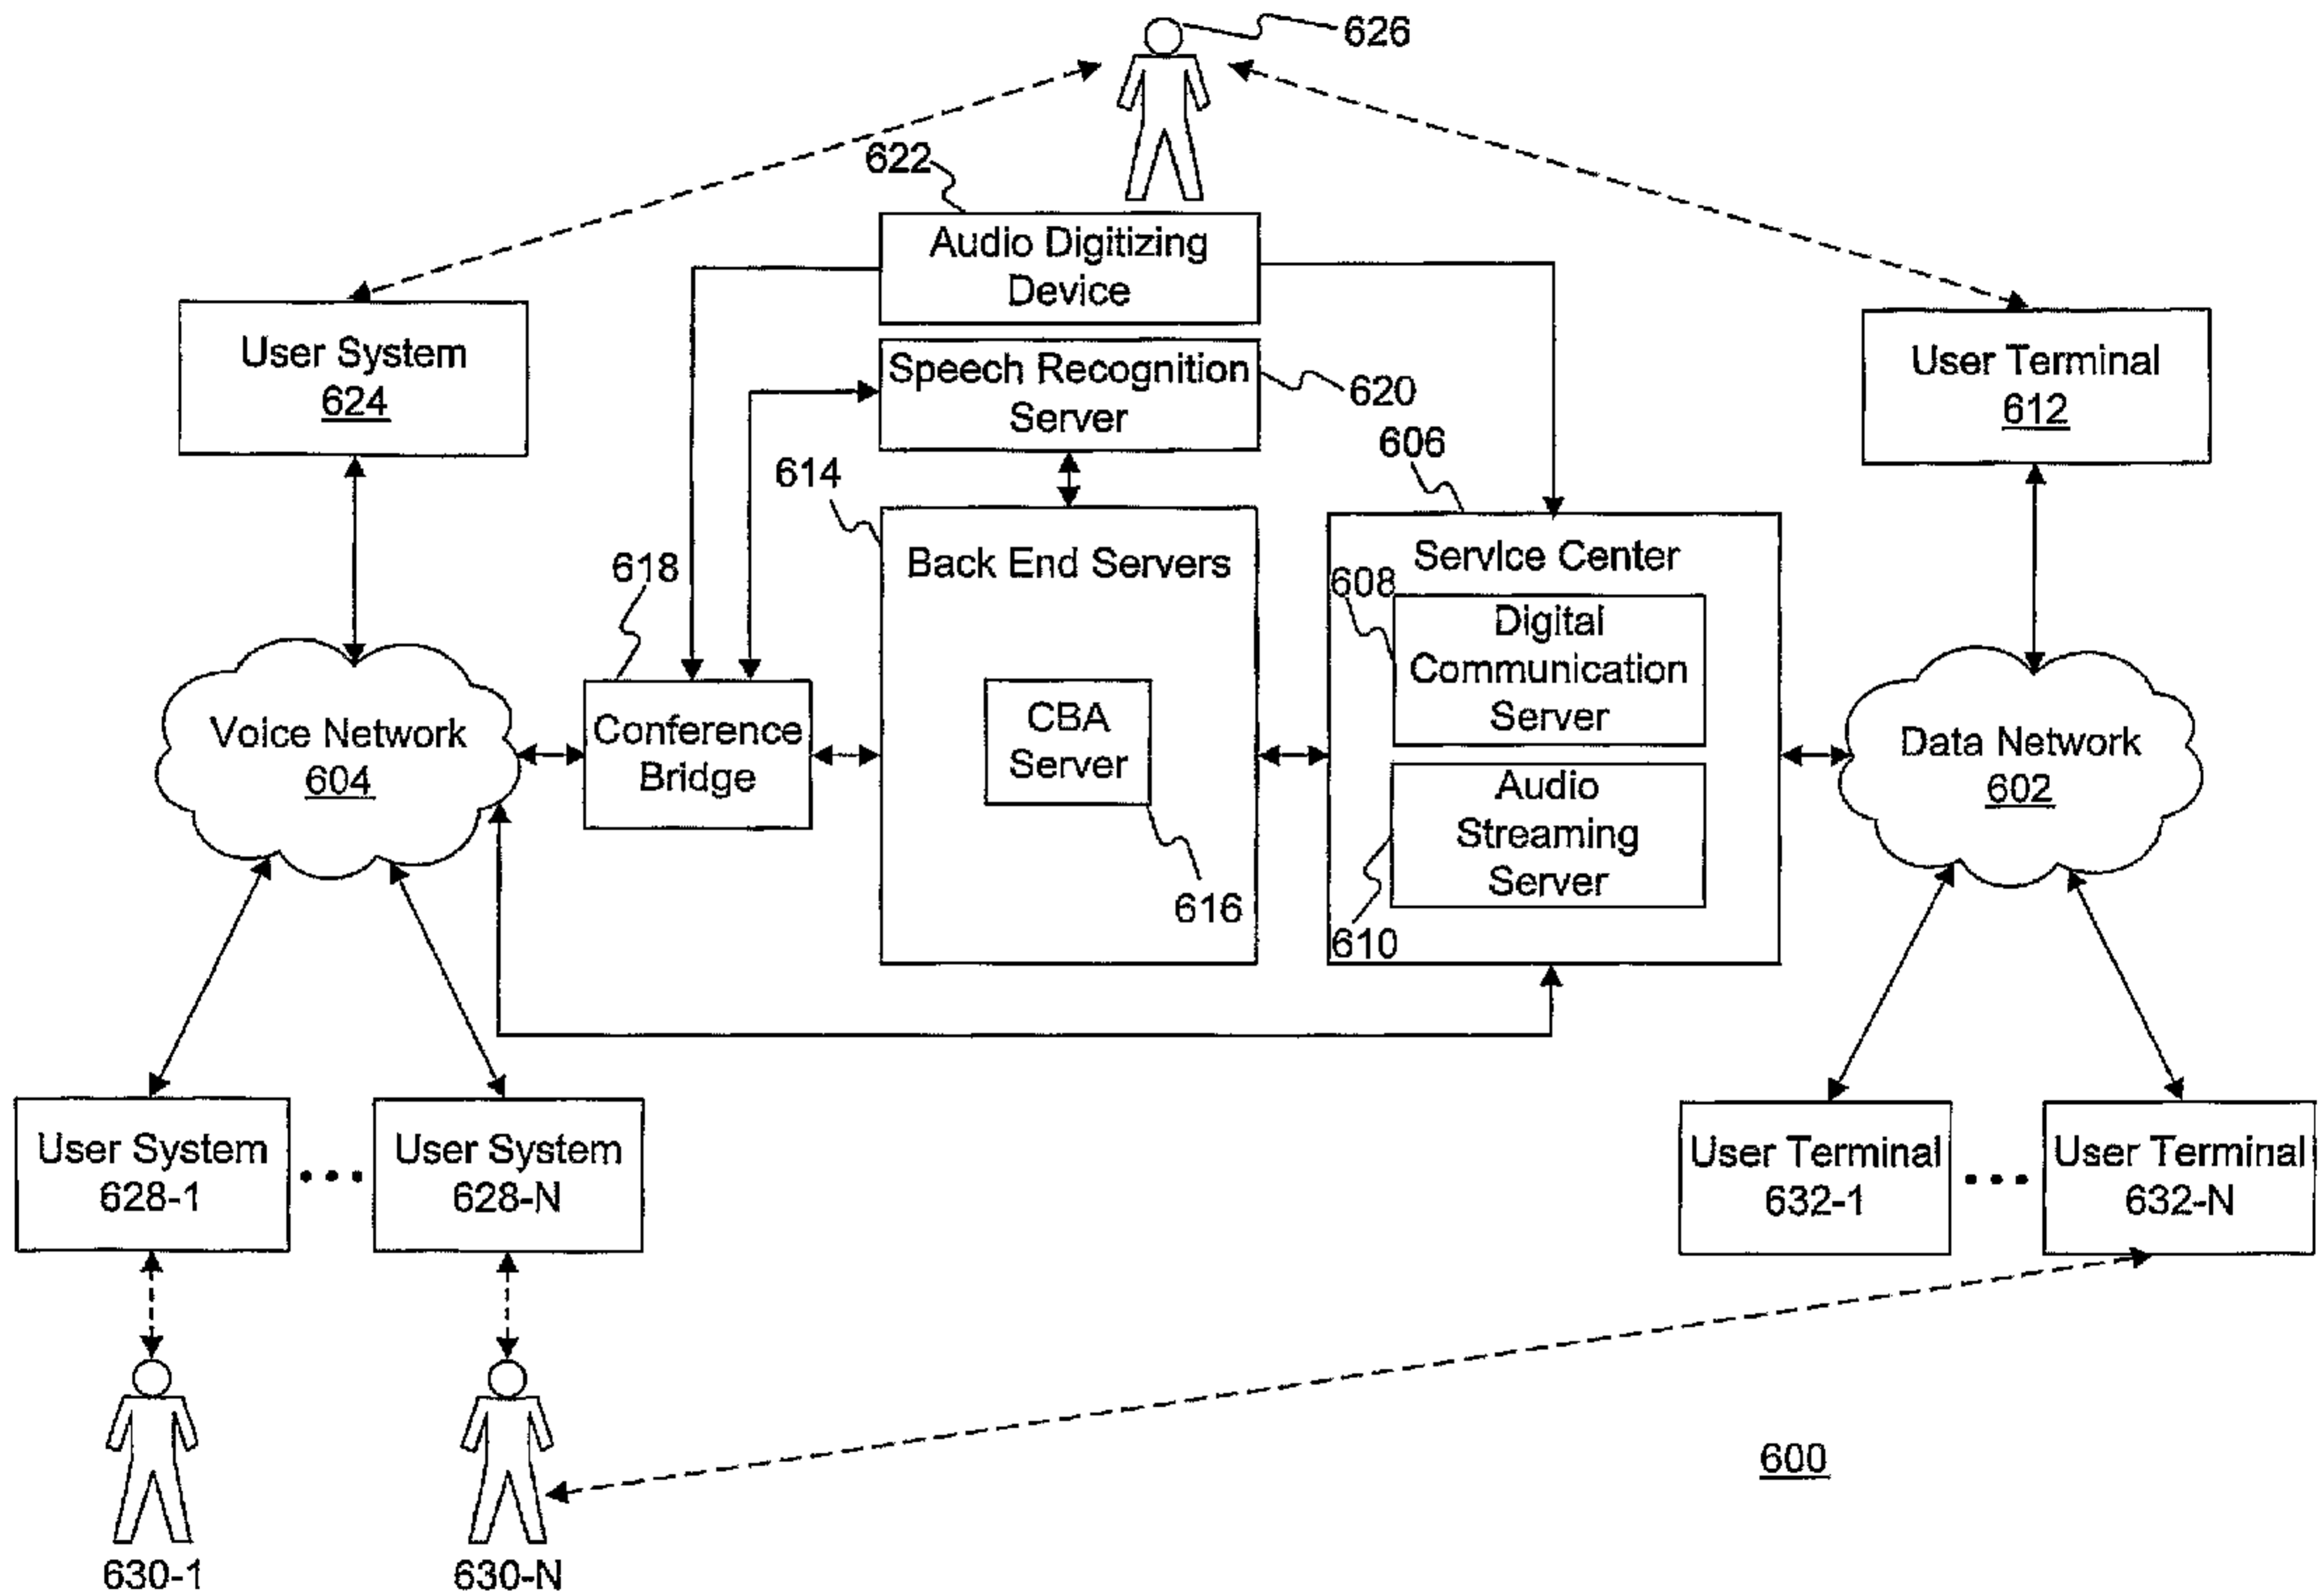 626
622
Audio Digitizing
Device
User System
624
Speech Recognition
Server
620
User Terminal
612
606
614
Back End Servers
Service Center
618
608
Digital
Communication
Server
Voice Network
604
Conference
Bridge
CBA
Server
Data Network
602
Audio
Streaming
Server
616
610
User System
628-1
User System
628-N
User Terminal
632-1
User Terminal
632-N
600
630-1
630-N